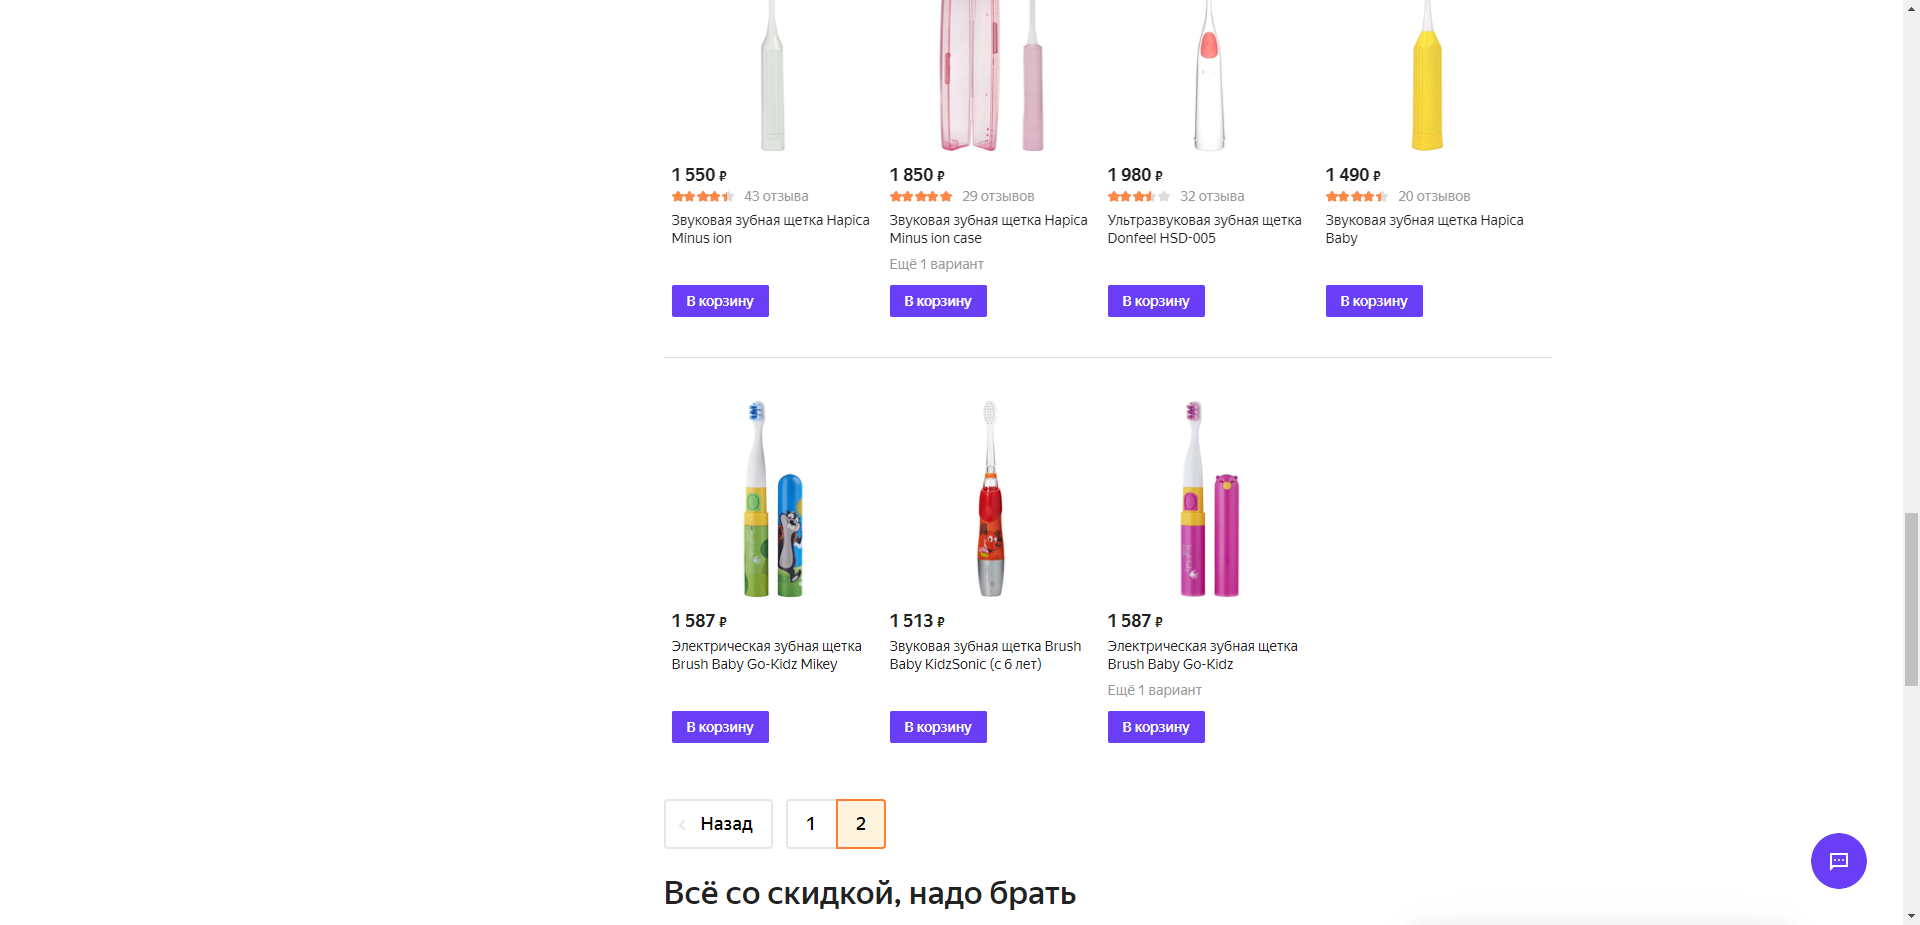 1 550 ₽
43 отзыва
Звуковая зубная щетка Hapica
Minus ion
В корзину
1 850 ₽
29 отзывов
Звуковая зубная щетка Hapica
Minus ion case
Ещё 1 вариант
В корзину
1 980 ₽
32 отзыва
Ультразвуковая зубная щетка
Donfeel HSD-005
В корзину
1 490 ₽
20 отзывов
Звуковая зубная щетка Hapica
Baby
В корзину
1 587 ₽
Электрическая зубная щетка
Brush Baby Go-Kidz Mikey
В корзину
1 513 ₽
Звуковая зубная щетка Brush
Baby KidzSonic (с 6 лет)
В корзину
1 587 ₽
Электрическая зубная щетка
Brush Baby Go-Kidz
Ещё 1 вариант
В корзину
Назад
1
2
Всё со скидкой, надо брать